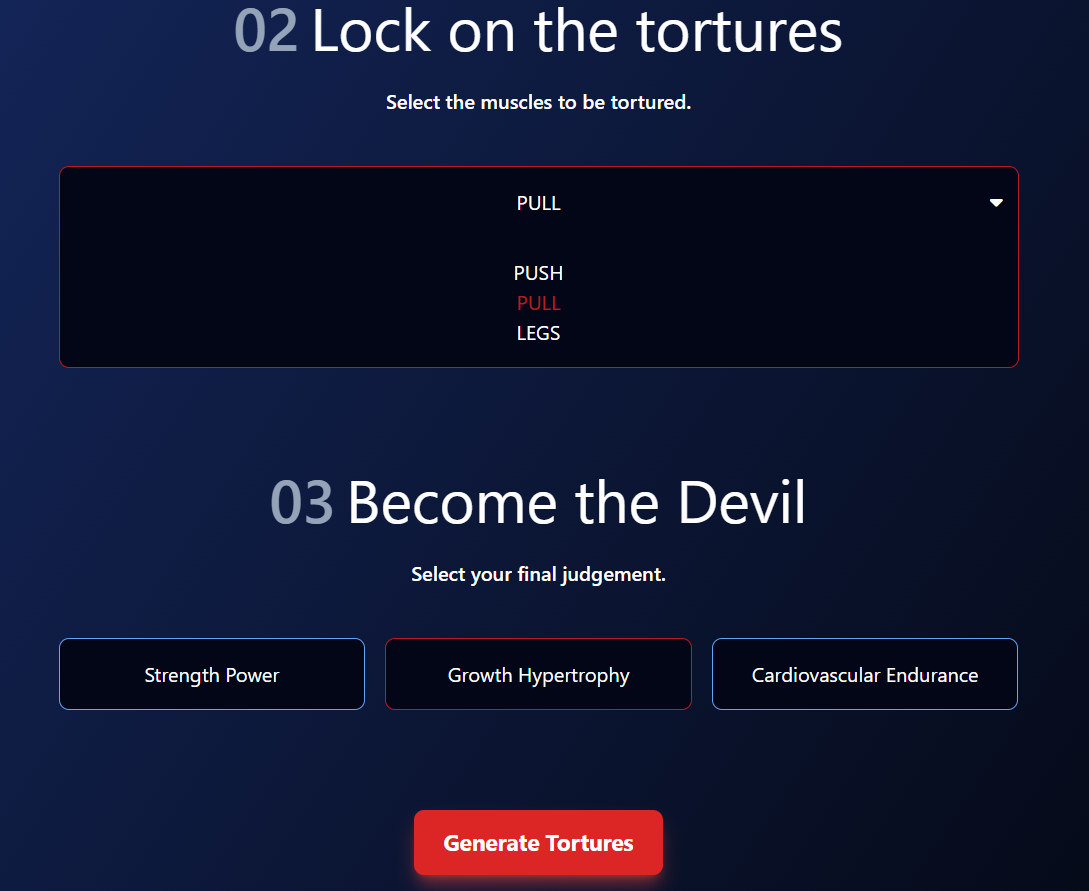 02 Lock on the tortures
Select the muscles to be tortured.
PULL
PUSH
PULL
LEGS
03 Become the Devil
Select your final judgement.
Strength Power
Growth Hypertrophy
Cardiovascular Endurance
Generate Tortures